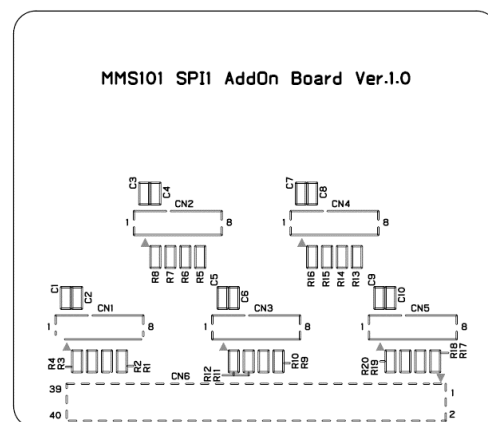 MMS101 SPI1 AddOn Board Ver.1.0
C3 C4 C7 C8
CN2 CN4
1 8 1 8
R8 R7 R6 R5 R16 R15 R14 R13
C1 C2 C5 C6 C9 C10
CN1 CN3 CN5
1 8 1 8 1 8
R4 R3 R2 R1 R12 R11 R10 R9 R20 R19 R18 R17
CN6
39 1
40 2